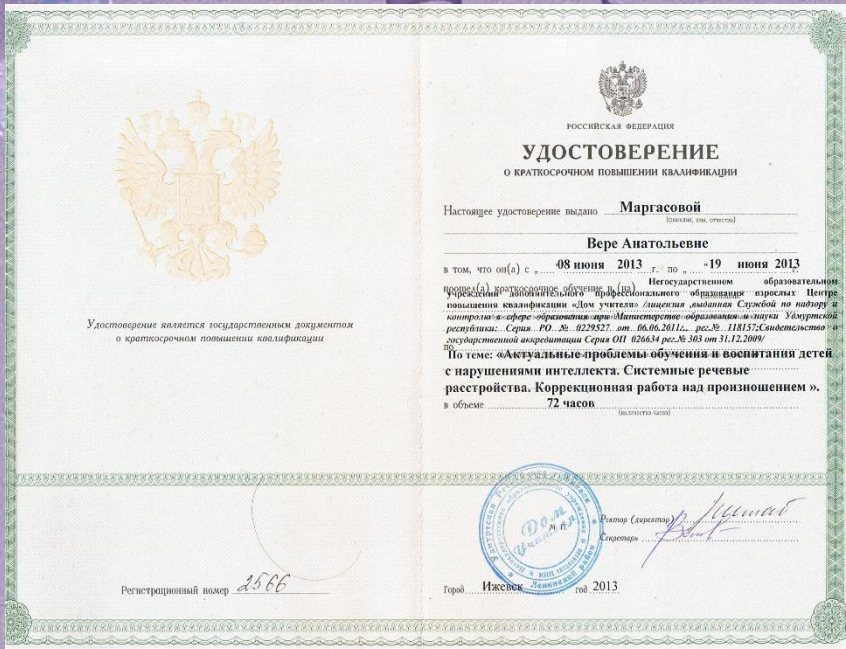 Удостоверение является государственным документом
о краткосрочном повышении квалификации
Регистрационный номер 2566
РОССИЙСКАЯ ФЕДЕРАЦИЯ
УДОСТОВЕРЕНИЕ
О КРАТКОСРОЧНОМ ПОВЫШЕНИИ КВАЛИФИКАЦИИ
Настоящее удостоверение выдано Маргасовой
(фамилия, имя, отчество)
Вере Анатольевне
в том, что он(а) с „ 08 июня 2013 г. по „ 19 июня 2013 г.
прошел(а) краткосрочное обучение в (на) Негосударственном образовательном
учреждении дополнительного профессионального образования взрослых Центре
повышения квалификации «Дом учителя» /лицензия ,выданная Службой по надзору и
контролю в сфере образования при Министерстве образования и науки Удмуртской
республики: Серия РО № 0229527 от 06.06.2011г., рег.№ 118157;Свидетельство о
государственной аккредитации Серия ОП 026634 рег.№ 303 от 31.12.2009/
по
По теме: «Актуальные проблемы обучения и воспитания детей
с нарушениями интеллекта. Системные речевые
расстройства. Коррекционная работа над произношением ».
в объеме 72 часов
(количество часов)
Дом
Учителя
М. П.
Ректор (директор)
Секретарь
Город Ижевск год 2013